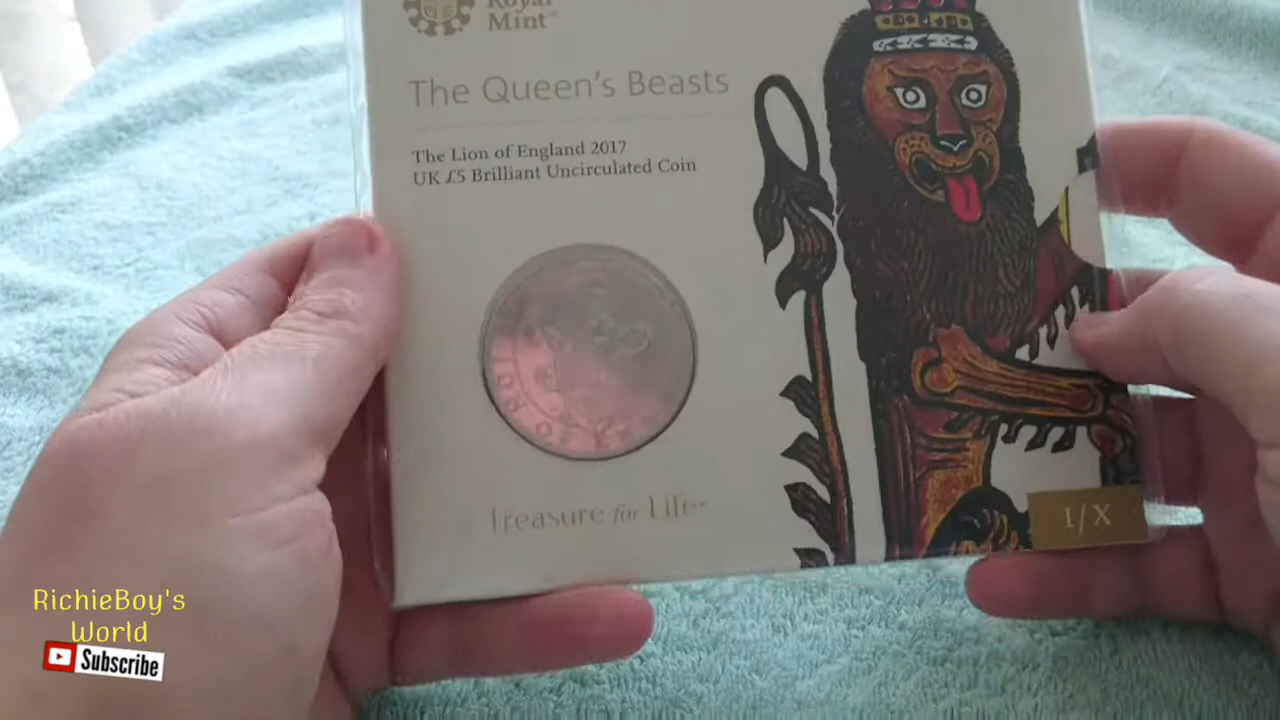 Royal
Mint
The Queen's Beasts
The Lion of England 2017
UK £5 Brilliant Uncirculated Coin
Treasure for Life
I/X
RichieBoy's
World
Subscribe